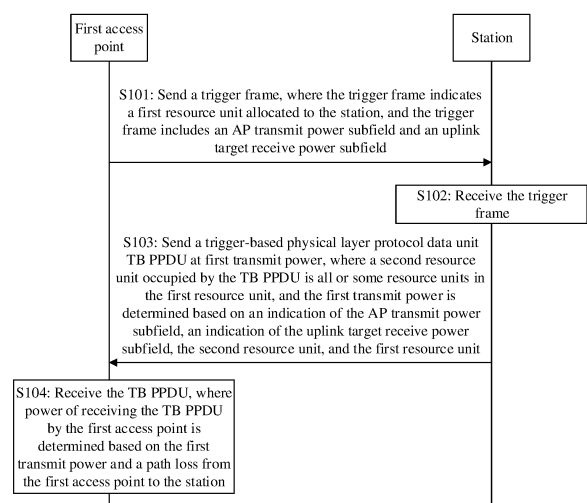 First access
point
Station
S101: Send a trigger frame, where the trigger frame indicates
a first resource unit allocated to the station, and the trigger
frame includes an AP transmit power subfield and an uplink
target receive power subfield
S102: Receive the trigger
frame
S103: Send a trigger-based physical layer protocol data unit
TB PPDU at first transmit power, where a second resource
unit occupied by the TB PPDU is all or some resource units in
the first resource unit, and the first transmit power is
determined based on an indication of the AP transmit power
subfield, an indication of the uplink target receive power
subfield, the second resource unit, and the first resource unit
S104: Receive the TB PPDU, where
power of receiving the TB PPDU
by the first access point is
determined based on the first
transmit power and a path loss from
the first access point to the station